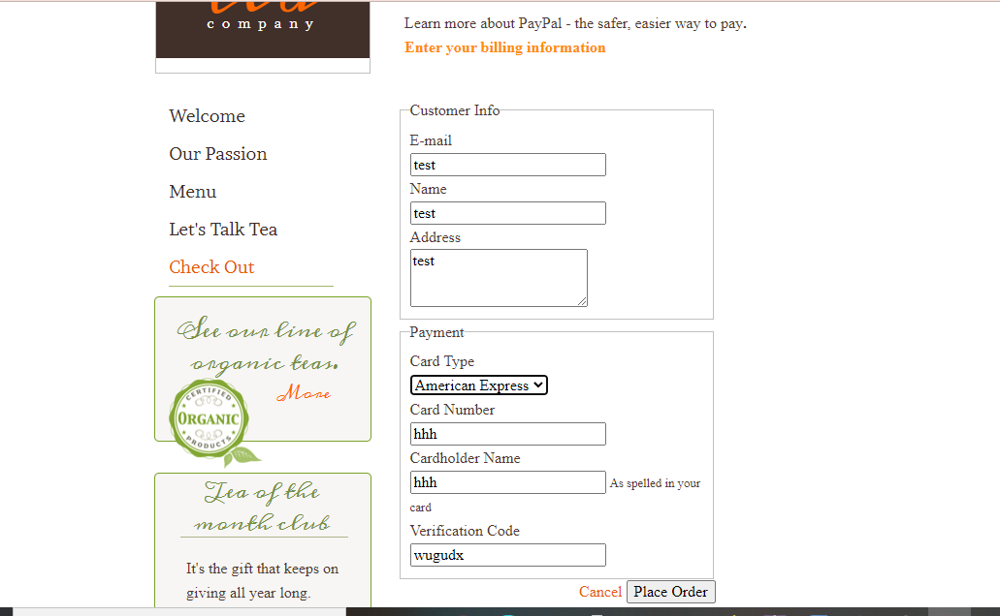 company
Learn more about PayPal - the safer, easier way to pay.
Enter your billing information
Welcome
Our Passion
Menu
Let's Talk Tea
Check Out
See our line of
organic teas.
More
CERTIFIED
ORGANIC
PRODUCTS
Tea of the
month club
It's the gift that keeps on
giving all year long.
Customer Info
E-mail
test
Name
test
Address
test
Payment
Card Type
American Express
Card Number
hhh
Cardholder Name
hhh As spelled in your
card
Verification Code
wugudx
Cancel Place Order